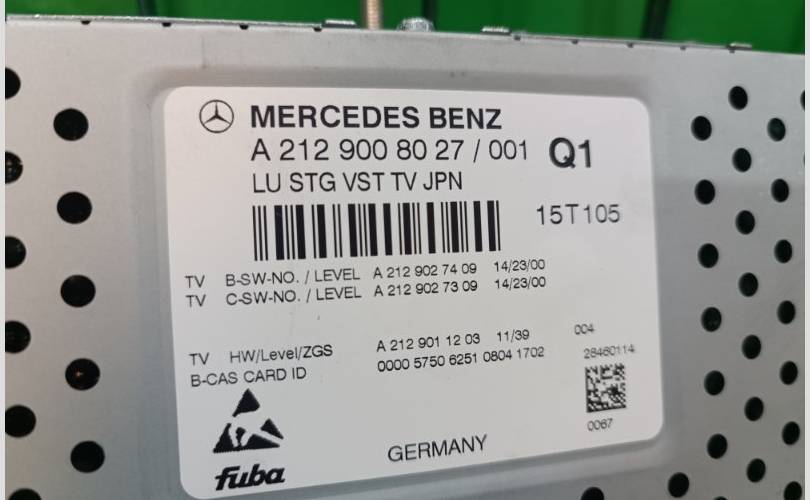 MERCEDES BENZ
A 212 900 80 27 / 001 Q1
LU STG VST TV JPN
15T105
TV B-SW-NO. / LEVEL A 212 902 74 09 14/23/00
TV C-SW-NO. / LEVEL A 212 902 73 09 14/23/00
TV HW/Level/ZGS A 212 901 12 03 11/39 004
B-CAS CARD ID 0000 5750 6251 0804 1702 28460114
0067
GERMANY
fuba